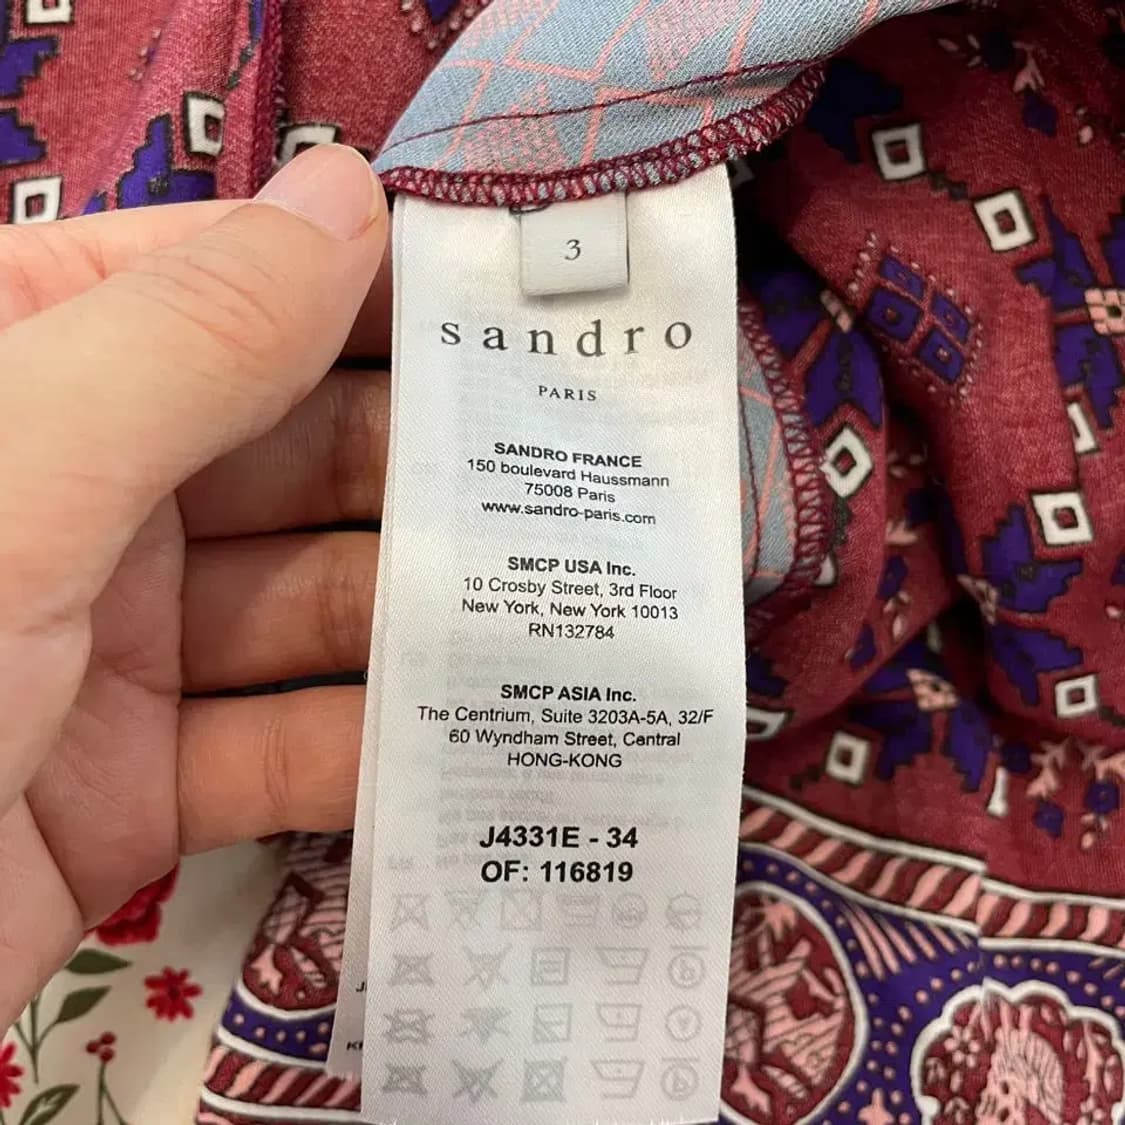 3
sandro
PARIS
SANDRO FRANCE
150 boulevard Haussmann
75008 Paris
www.sandro-paris.com
SMCP USA Inc.
10 Crosby Street, 3rd Floor
New York, New York 10013
RN132784
SMCP ASIA Inc.
The Centrium, Suite 3203A-5A, 32/F
60 Wyndham Street, Central
HONG-KONG
J4331E - 34
OF: 116819